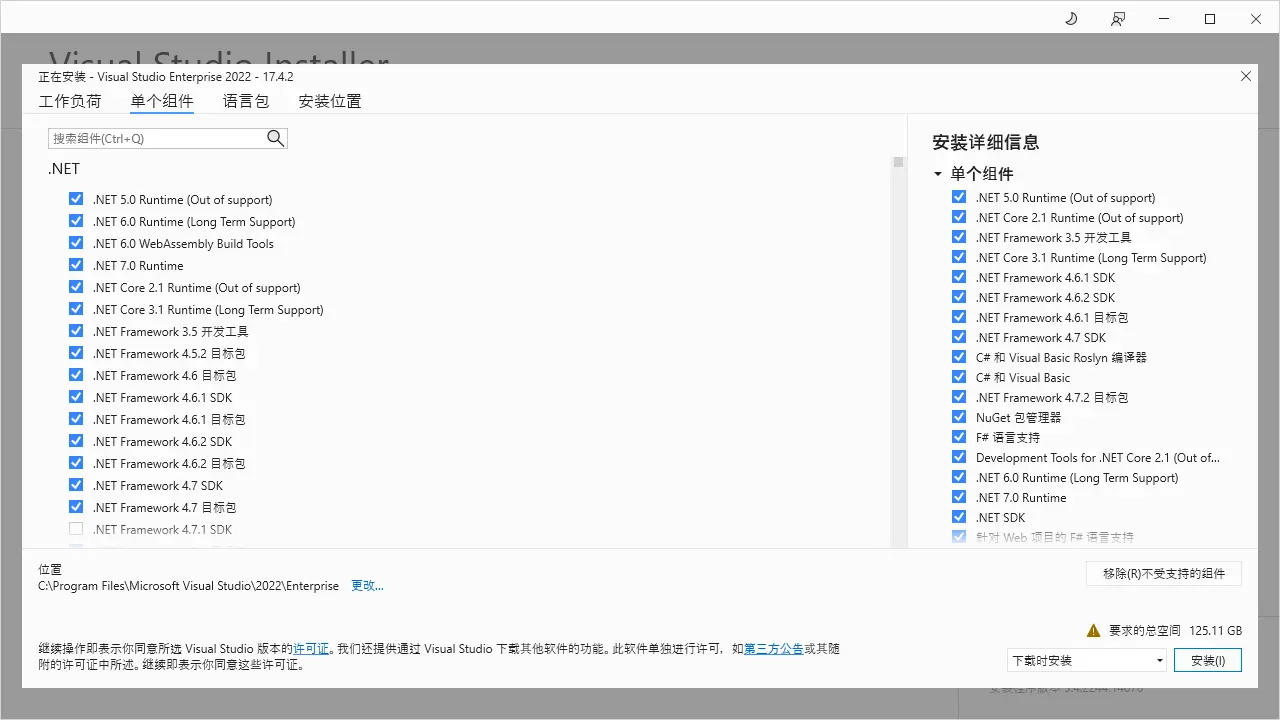 Visual Studio Installer
正在安装 - Visual Studio Enterprise 2022 - 17.4.2
工作负荷 单个组件 语言包 安装位置
搜索组件(Ctrl+Q)
.NET
.NET 5.0 Runtime (Out of support)
.NET 6.0 Runtime (Long Term Support)
.NET 6.0 WebAssembly Build Tools
.NET 7.0 Runtime
.NET Core 2.1 Runtime (Out of support)
.NET Core 3.1 Runtime (Long Term Support)
.NET Framework 3.5 开发工具
.NET Framework 4.5.2 目标包
.NET Framework 4.6 目标包
.NET Framework 4.6.1 SDK
.NET Framework 4.6.1 目标包
.NET Framework 4.6.2 SDK
.NET Framework 4.6.2 目标包
.NET Framework 4.7 SDK
.NET Framework 4.7 目标包
.NET Framework 4.7.1 SDK
安装详细信息
单个组件
.NET 5.0 Runtime (Out of support)
.NET Core 2.1 Runtime (Out of support)
.NET Framework 3.5 开发工具
.NET Core 3.1 Runtime (Long Term Support)
.NET Framework 4.6.1 SDK
.NET Framework 4.6.2 SDK
.NET Framework 4.6.1 目标包
.NET Framework 4.7 SDK
C# 和 Visual Basic Roslyn 编译器
C# 和 Visual Basic
.NET Framework 4.7.2 目标包
NuGet 包管理器
F# 语言支持
Development Tools for .NET Core 2.1 (Out of...
.NET 6.0 Runtime (Long Term Support)
.NET 7.0 Runtime
.NET SDK
针对 Web 项目的 F# 语言支持
位置
C:\Program Files\Microsoft Visual Studio\2022\Enterprise 更改...
移除(R)不受支持的组件
要求的总空间 125.11 GB
继续操作即表示你同意所选 Visual Studio 版本的许可证。我们还提供通过 Visual Studio 下载其他软件的功能。此软件单独进行许可，如第三方公告或其随
附的许可证中所述。继续即表示你同意这些许可证。
下载时安装
安装(I)